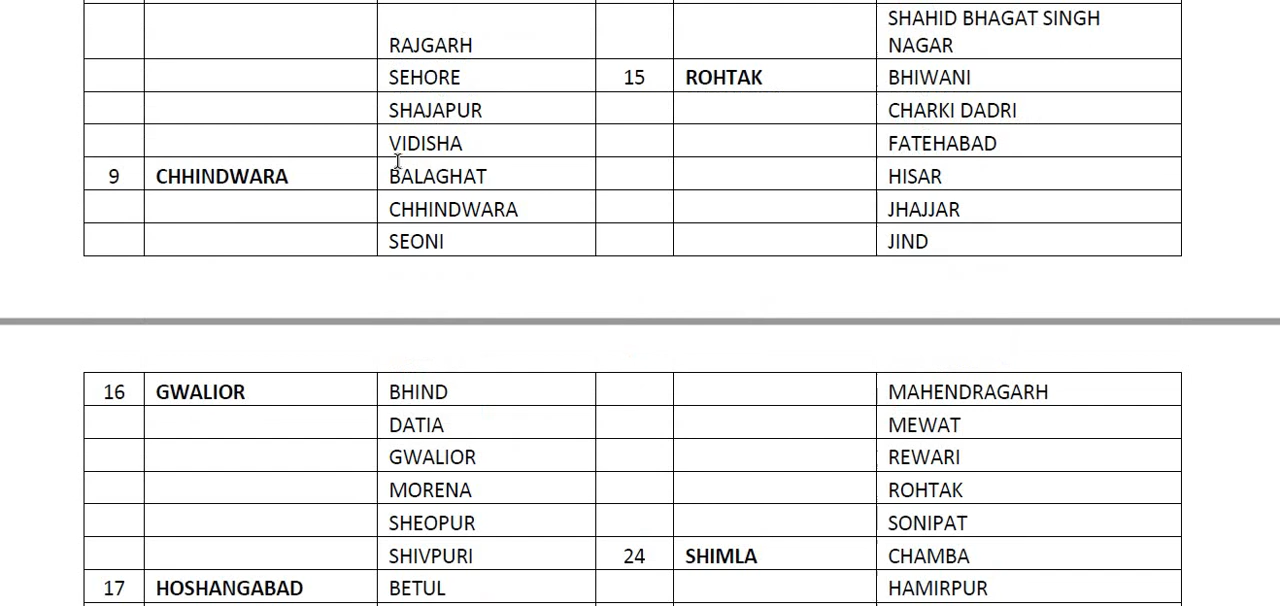 SHAHID BHAGAT SINGH
RAJGARH NAGAR
SEHORE 15 ROHTAK BHIWANI
SHAJAPUR CHARKI DADRI
VIDISHA FATEHABAD
9 CHHINDWARA BALAGHAT HISAR
CHHINDWARA JHAJJAR
SEONI JIND
16 GWALIOR BHIND MAHENDRAGARH
DATIA MEWAT
GWALIOR REWARI
MORENA ROHTAK
SHEOPUR SONIPAT
SHIVPURI 24 SHIMLA CHAMBA
17 HOSHANGABAD BETUL HAMIRPUR